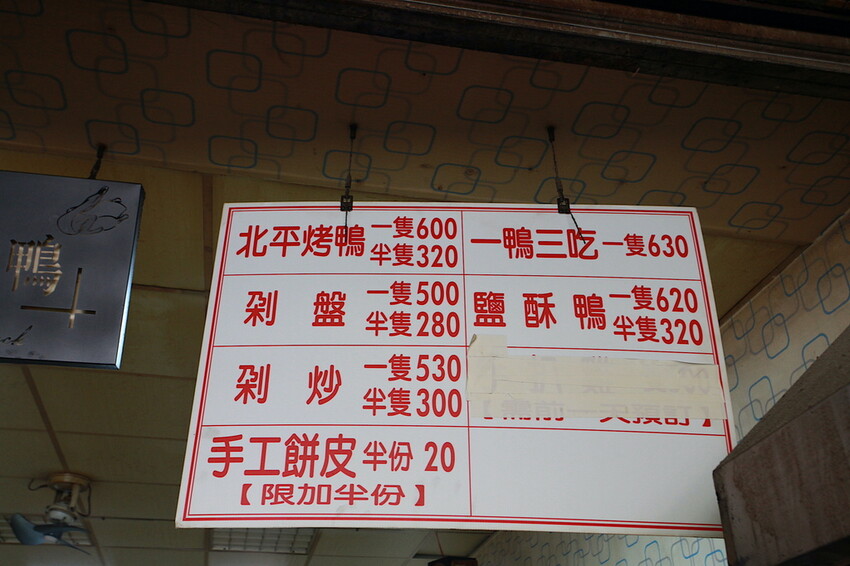 鴨
北平烤鴨 一隻600
半隻320
一鴨三吃 一隻630
剁盤 一隻500
半隻280
鹽酥鴨 一隻620
半隻320
剁炒 一隻530
半隻300
手工餅皮 半份 20
【限加半份】